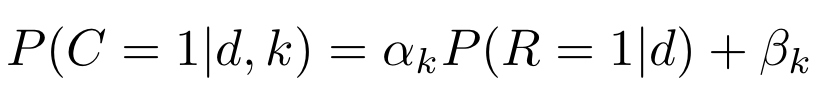 P(C = 1|d, k) = α_k P(R = 1|d) + β_k